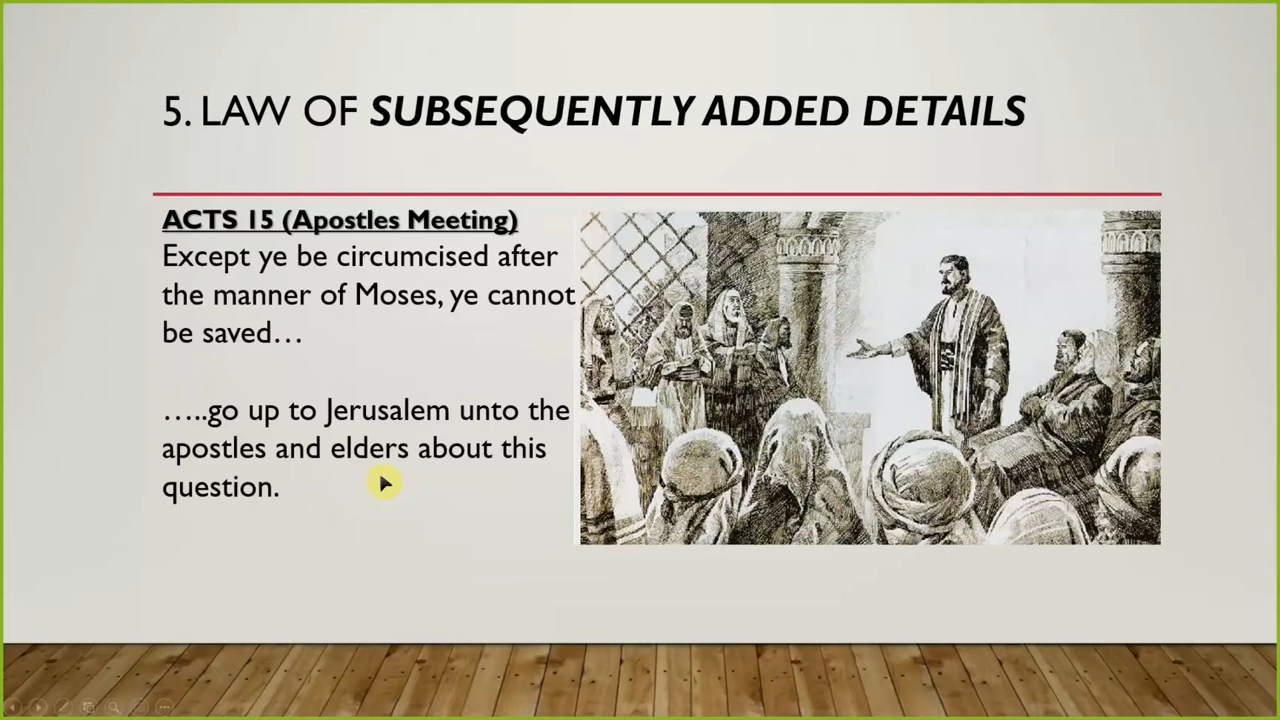 5. LAW OF SUBSEQUENTLY ADDED DETAILS
ACTS 15 (Apostles Meeting)
Except ye be circumcised after
the manner of Moses, ye cannot
be saved…
…..go up to Jerusalem unto the
apostles and elders about this
question.